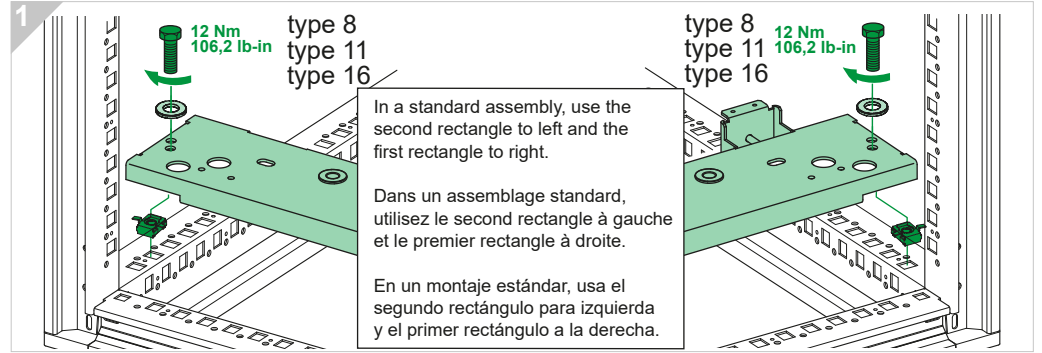 1
12 Nm
106,2 lb-in
type 8
type 11
type 16
type 8
type 11
type 16
12 Nm
106,2 lb-in
In a standard assembly, use the
second rectangle to left and the
first rectangle to right.
Dans un assemblage standard,
utilisez le second rectangle à gauche
et le premier rectangle à droite.
En un montaje estándar, usa el
segundo rectángulo para izquierda
y el primer rectángulo a la derecha.